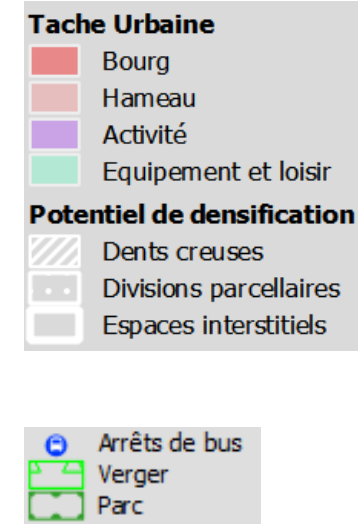 Tache Urbaine
Bourg
Hameau
Activité
Equipement et loisir
Potentiel de densification
Dents creuses
Divisions parcellaires
Espaces interstitiels
Arrêts de bus
Verger
Parc